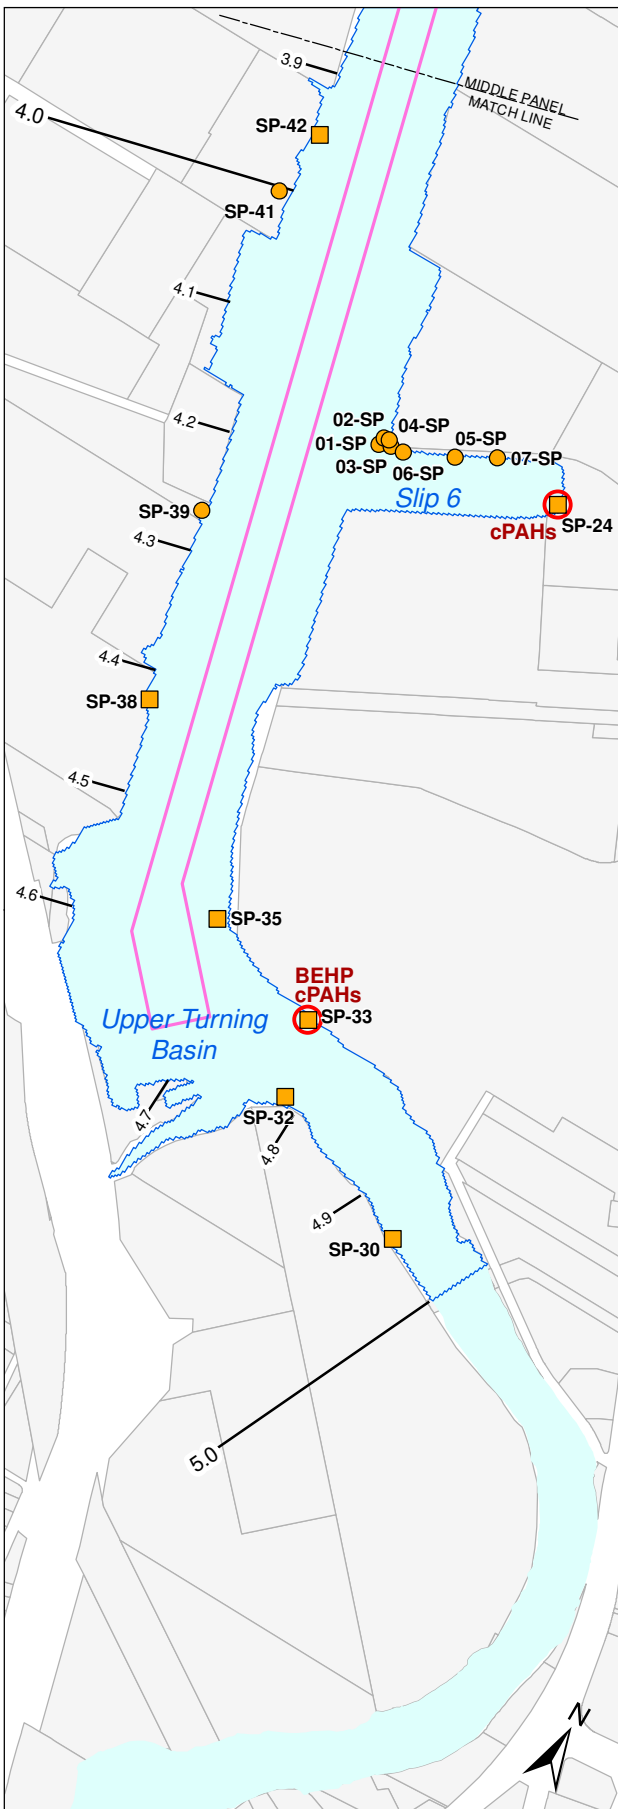 3.9
MIDDLE PANEL
MATCH LINE
4.0
SP-42
SP-41
4.1
4.2
02-SP
04-SP
01-SP
05-SP
03-SP
06-SP
07-SP
Slip 6
SP-39
SP-24
cPAHs
4.3
4.4
SP-38
4.5
4.6
SP-35
BEHP
cPAHs
SP-33
Upper Turning
Basin
4.7
SP-32
4.8
4.9
SP-30
5.0
N